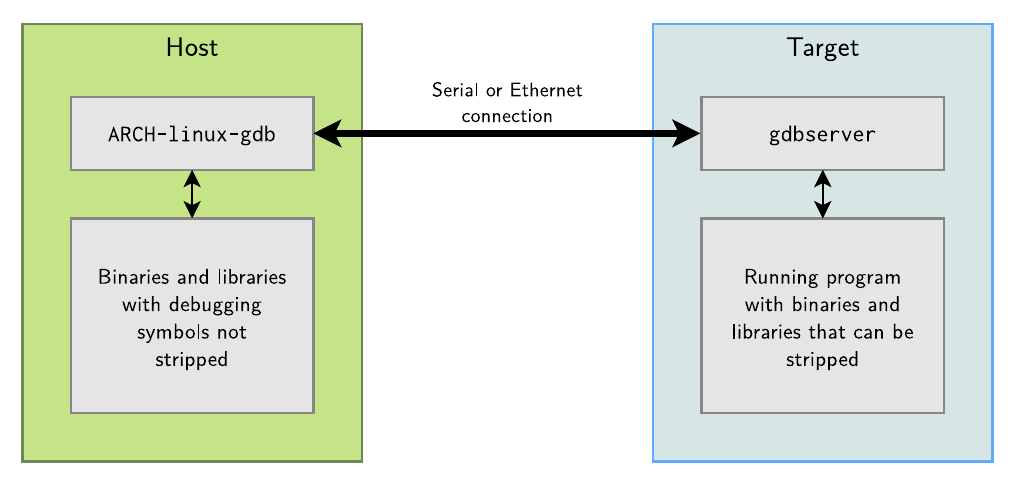 Host
ARCH-linux-gdb
Binaries and libraries
with debugging
symbols not
stripped
Serial or Ethernet
connection
Target
gdbserver
Running program
with binaries and
libraries that can be
stripped